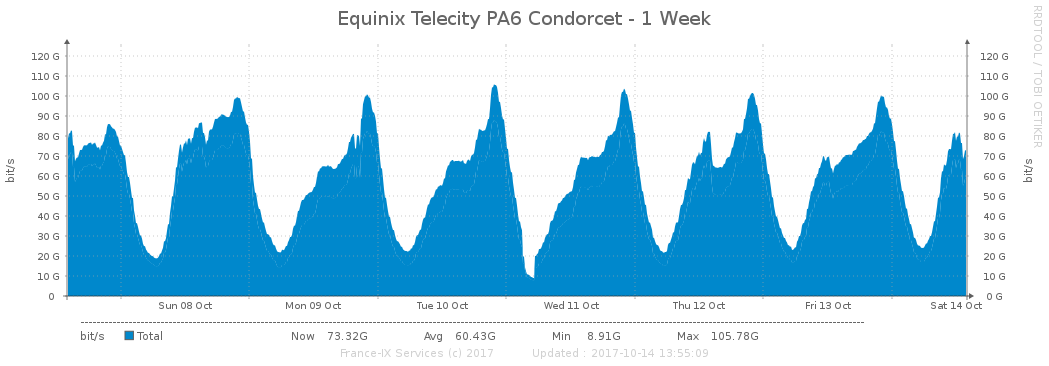 Equinix Telecity PA6 Condorcet - 1 Week
RRDTOOL / TOBI OETIKER
bit/s
120 G 120 G
110 G 110 G
100 G 100 G
90 G 90 G
80 G 80 G
70 G 70 G
60 G 60 G
50 G 50 G
40 G 40 G
30 G 30 G
20 G 20 G
10 G 10 G
0 0 G
bit/s
Sun 08 Oct Mon 09 Oct Tue 10 Oct Wed 11 Oct Thu 12 Oct Fri 13 Oct Sat 14 Oct
bit/s Total Now 73.32G Avg 60.43G Min 8.91G Max 105.78G
France-IX Services (c) 2017 Updated : 2017-10-14 13:55:09